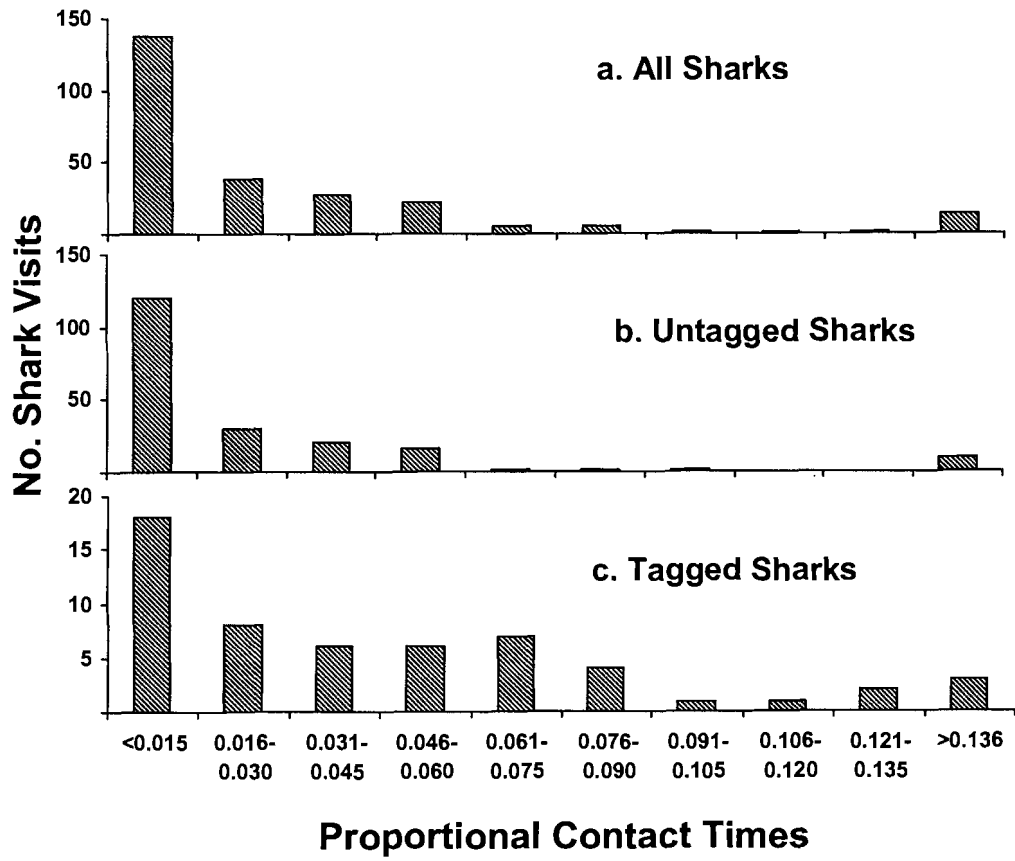 150
100
50
a. All Sharks
150
100
50
b. Untagged Sharks
20
15
10
5
c. Tagged Sharks
No. Shark Visits
<0.015 0.016- 0.031- 0.046- 0.061- 0.076- 0.091- 0.106- 0.121- >0.136
0.030 0.045 0.060 0.075 0.090 0.105 0.120 0.135
Proportional Contact Times